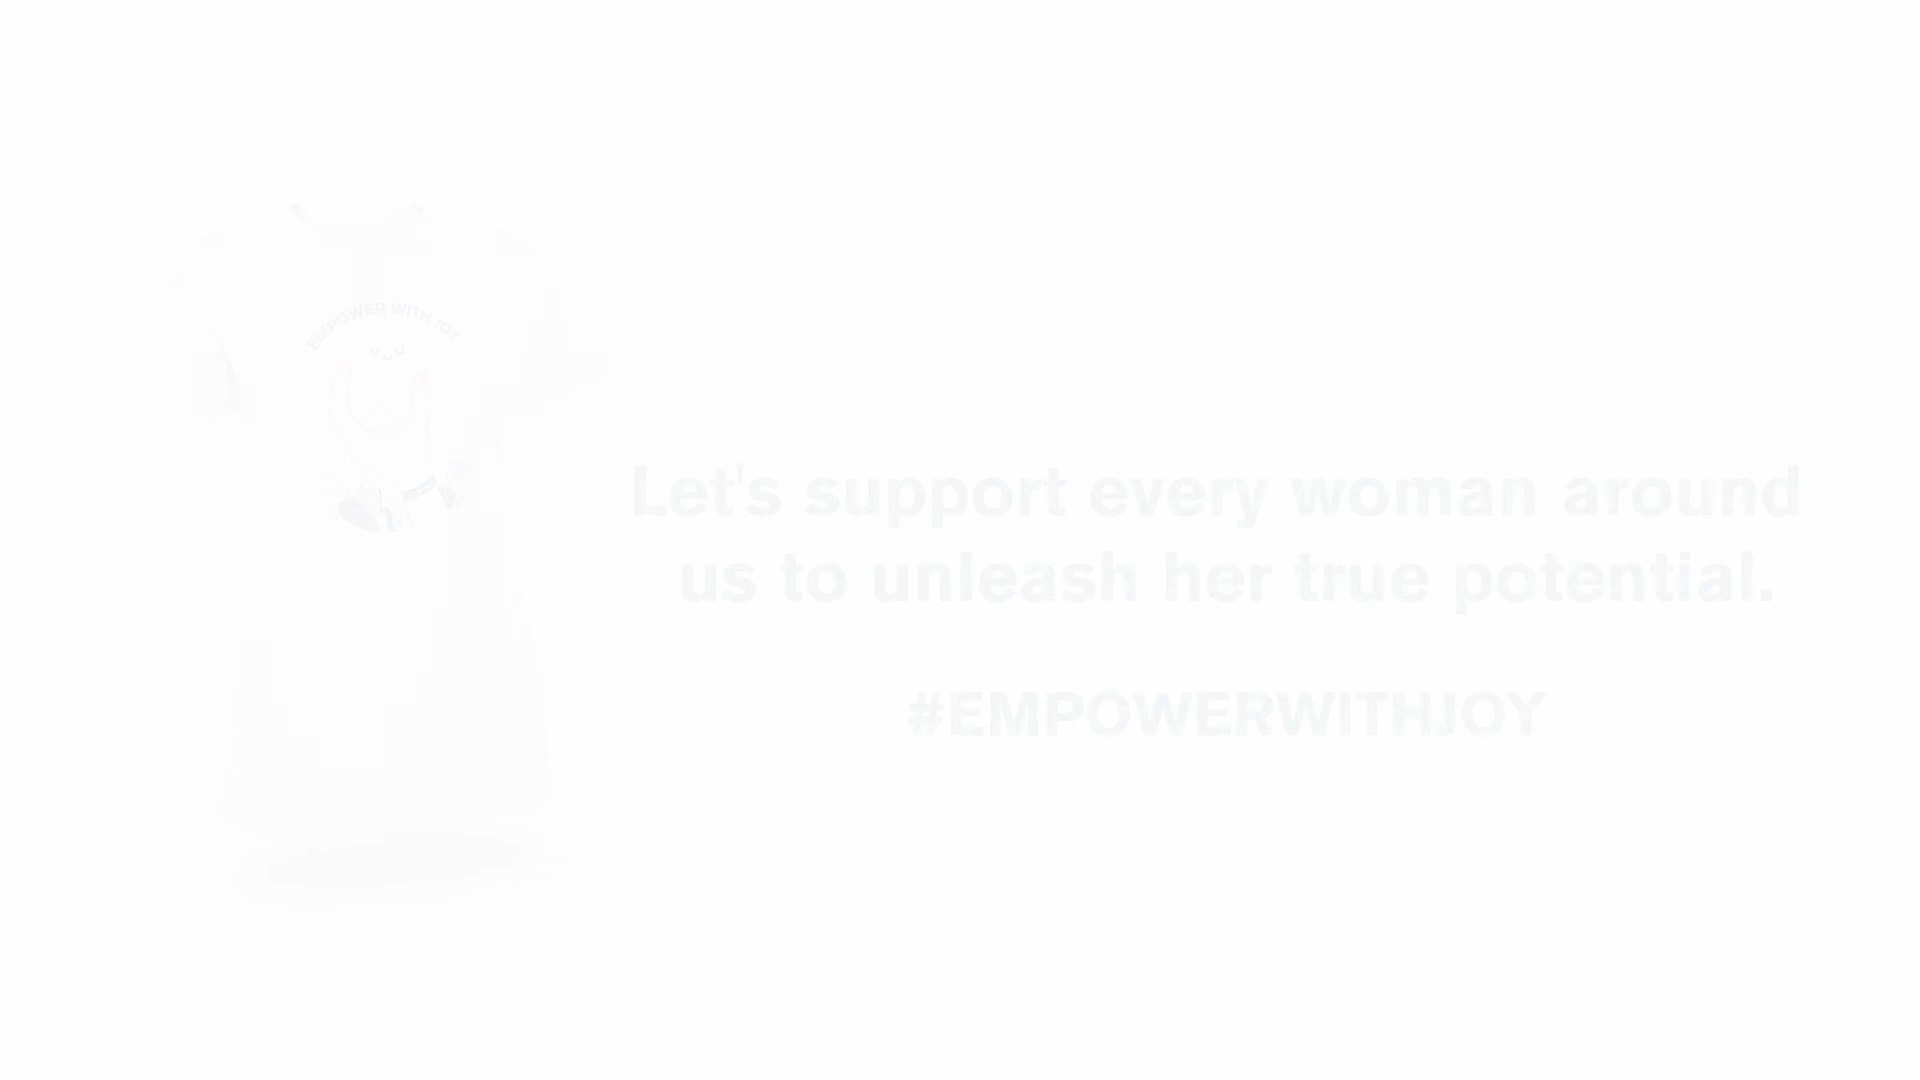 EMPOWER WITH JOY
Let's support every woman around
us to unleash her true potential.
#EMPOWERWITHJOY